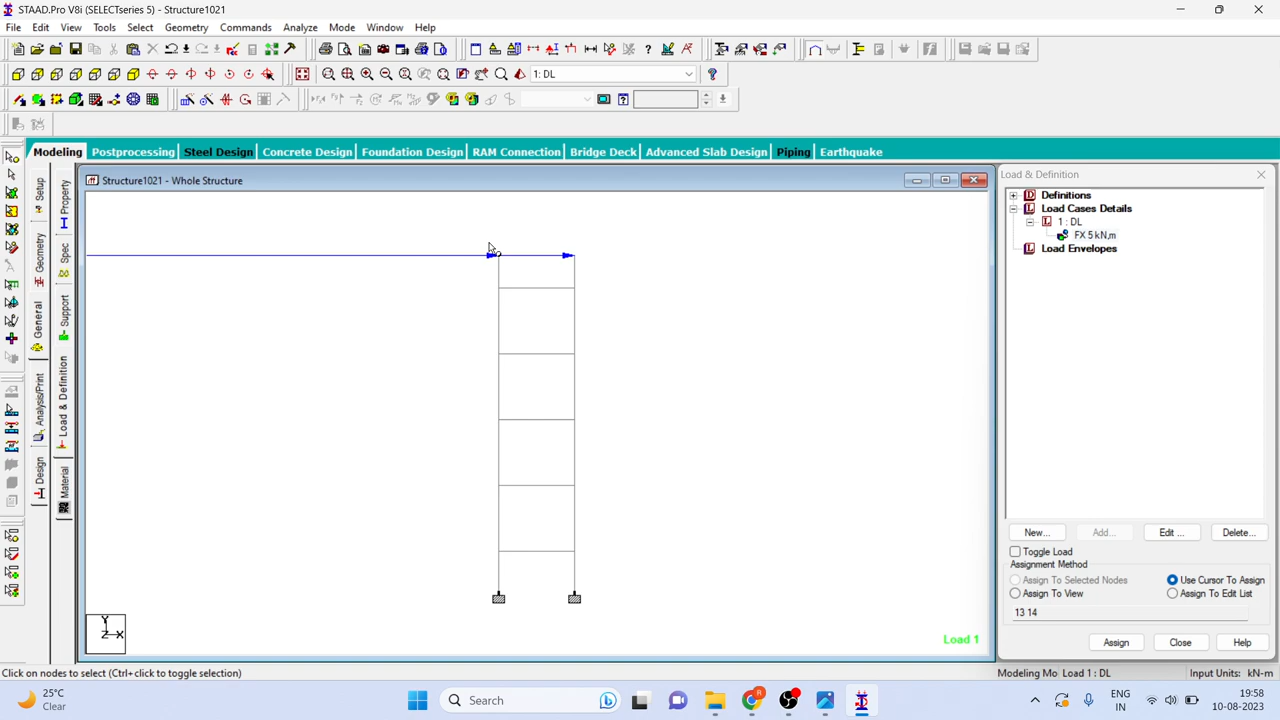 STAAD.Pro V8i (SELECTseries 5) - Structure1021
File Edit View Tools Select Geometry Commands Analyze Mode Window Help
1: DL
Modeling Postprocessing Steel Design Concrete Design Foundation Design RAM Connection Bridge Deck Advanced Slab Design Piping Earthquake
Setup
Geometry
General
Analysis/Print
Design
Property
Spec
Support
Load & Definition
Material
Structure1021 - Whole Structure
Y
Z X
Load 1
Load & Definition
Definitions
Load Cases Details
1 : DL
FX 5 kN,m
Load Envelopes
New... Add... Edit ... Delete...
Toggle Load
Assignment Method
Assign To Selected Nodes Use Cursor To Assign
Assign To View Assign To Edit List
13 14
Assign Close Help
Click on nodes to select (Ctrl+click to toggle selection)
Modeling Mo Load 1 : DL Input Units: kN-m
25°C
Clear
Search
ENG
IN
19:58
10-08-2023